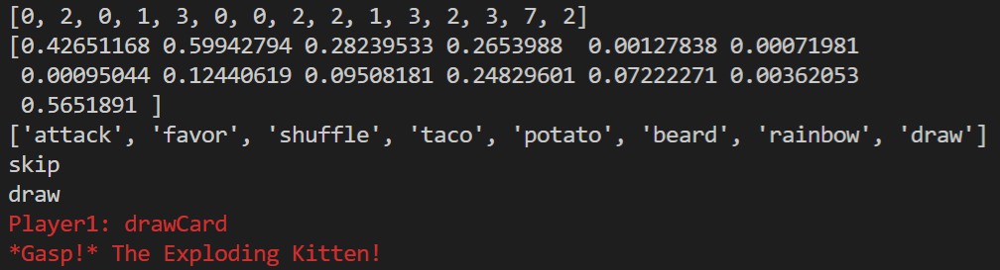 [0, 2, 0, 1, 3, 0, 0, 2, 2, 1, 3, 2, 3, 7, 2]
[0.42651168 0.59942794 0.28239533 0.2653988  0.00127838 0.00071981
 0.00095044 0.12440619 0.09508181 0.24829601 0.07222271 0.00362053
 0.5651891 ]
['attack', 'favor', 'shuffle', 'taco', 'potato', 'beard', 'rainbow', 'draw']
skip
draw
Player1: drawCard
*Gasp!* The Exploding Kitten!